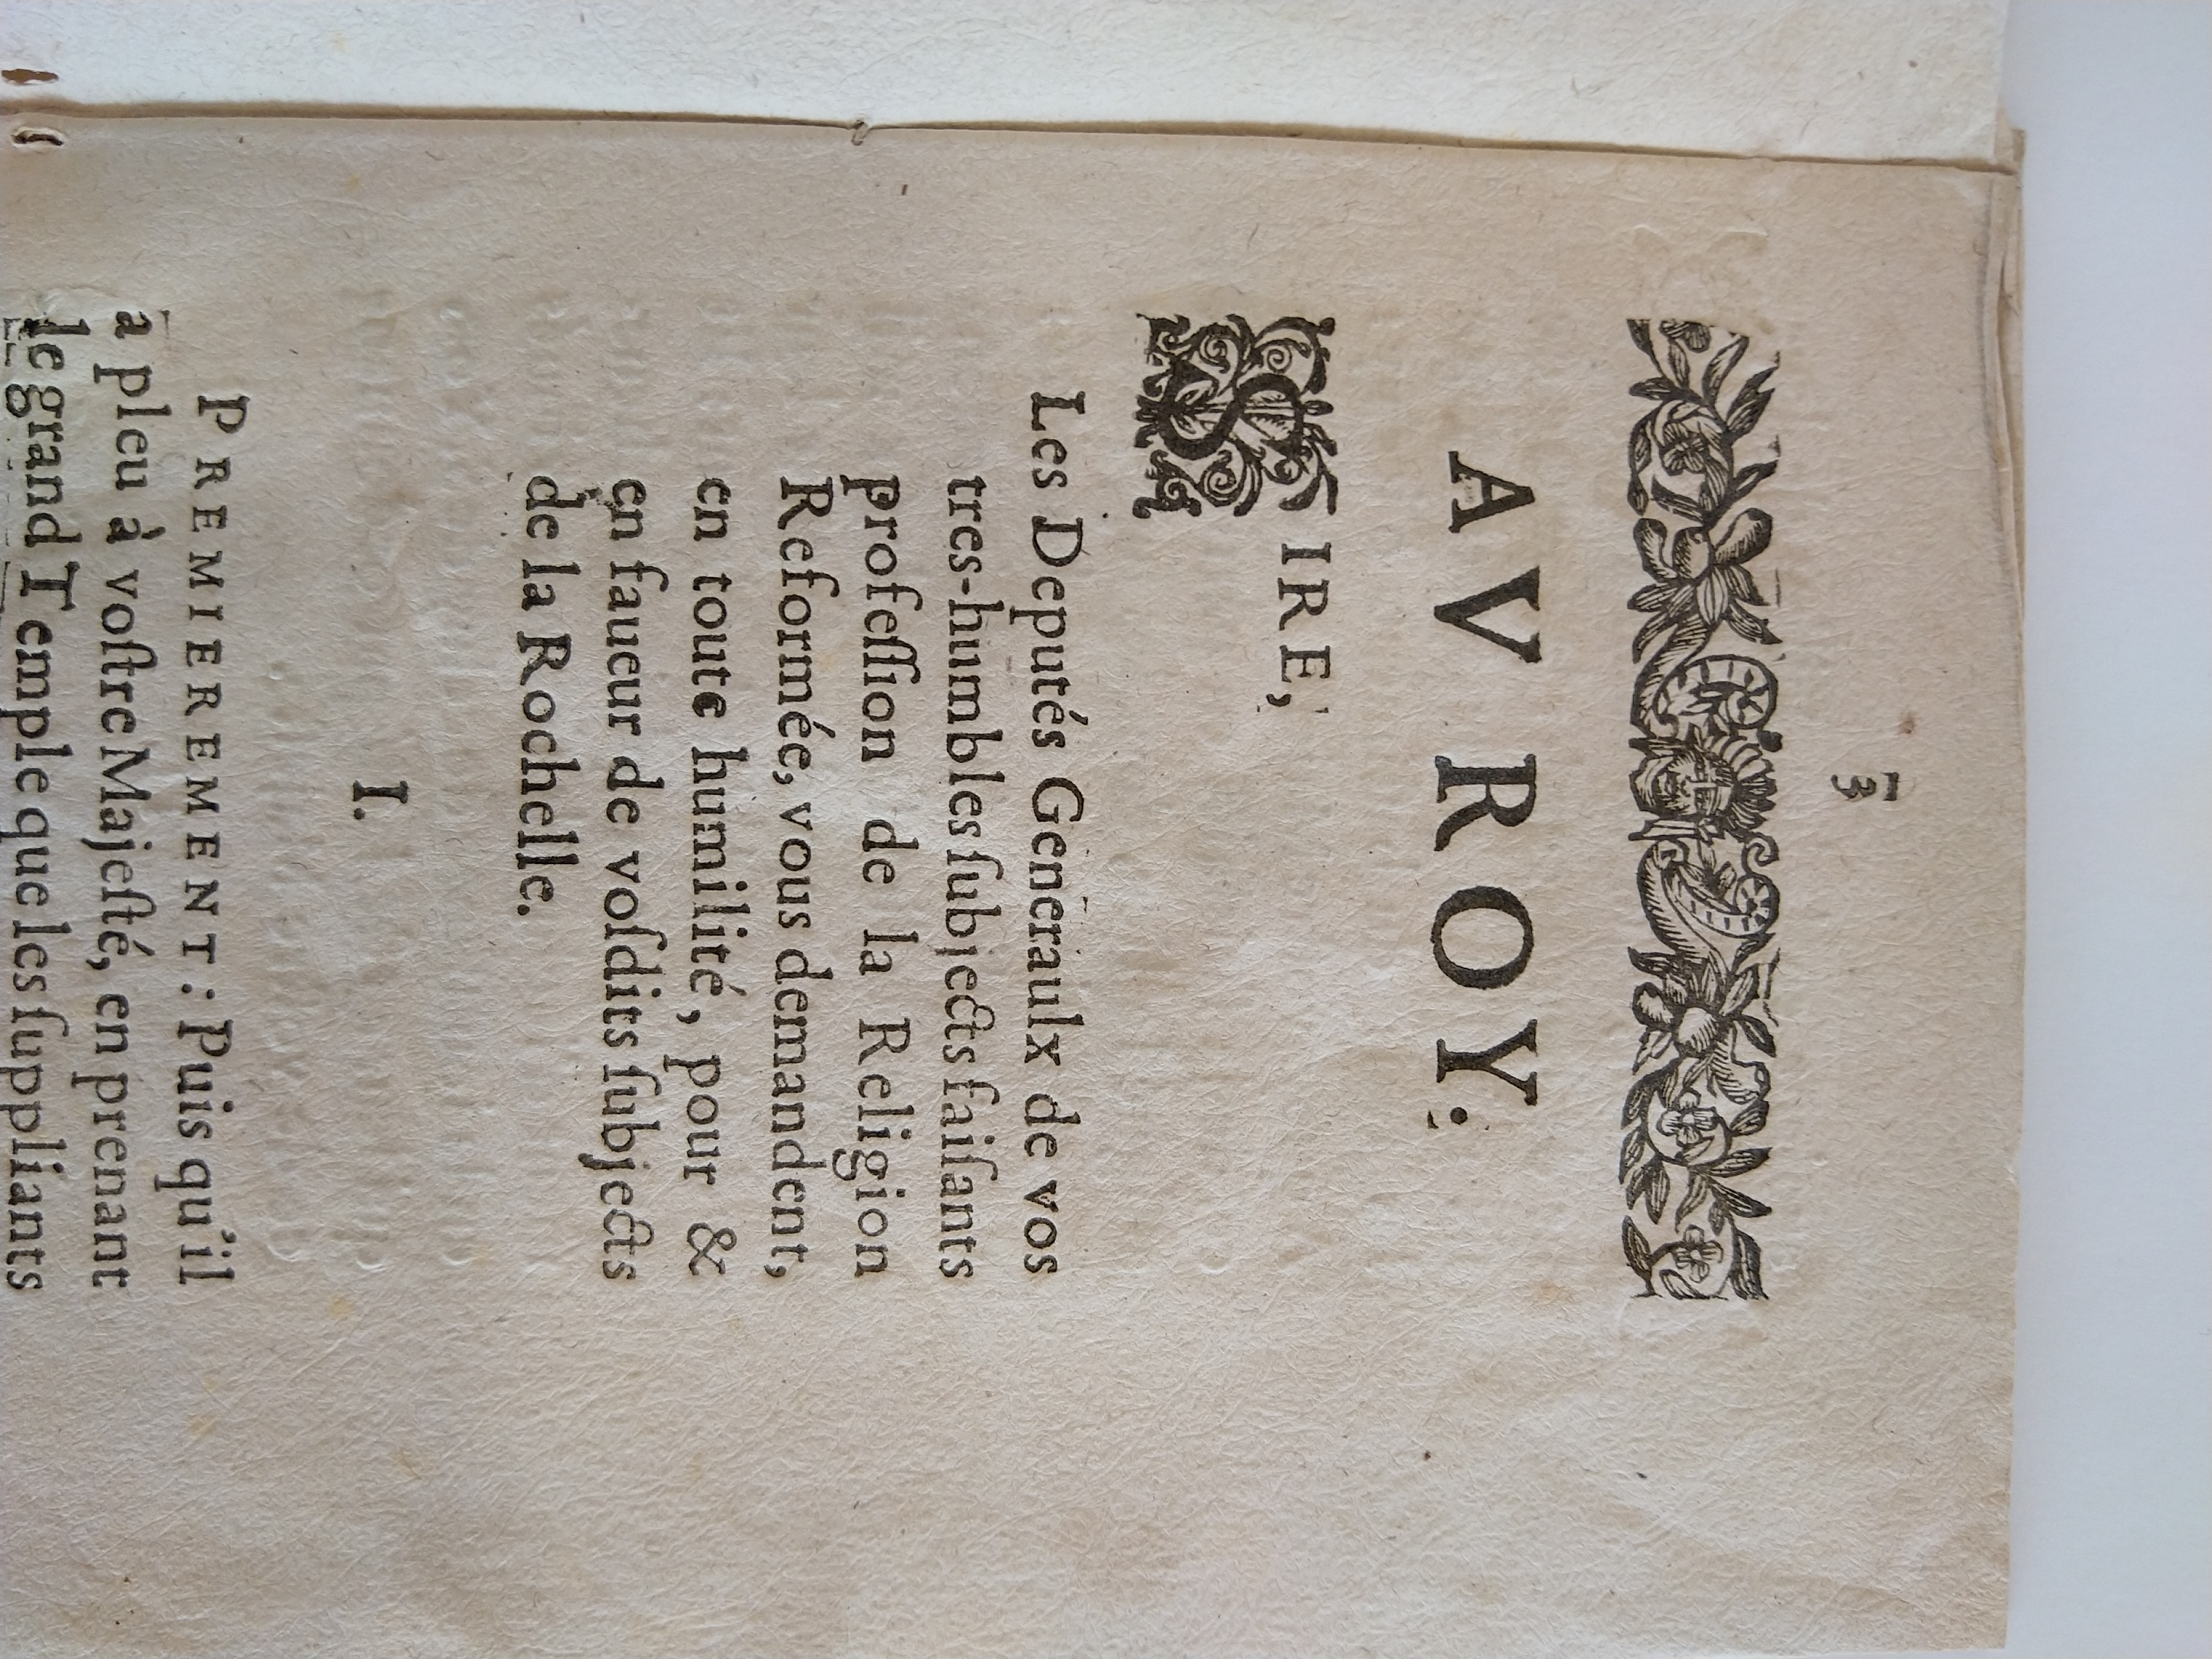 3
AV ROY.
SIRE,
Les Deputés Generaulx de vos
tres-humbles ſubjects faiſants
profeſſion de la Religion
Reformée, vous demandent,
en toute humilité, pour &
en faueur de voſdits ſubjects
de la Rochelle.
I.
PREMIEREMENT: Puis qu'il
a pleu à voſtre Majeſté, en prenant
le grand Temple que les ſuppliants